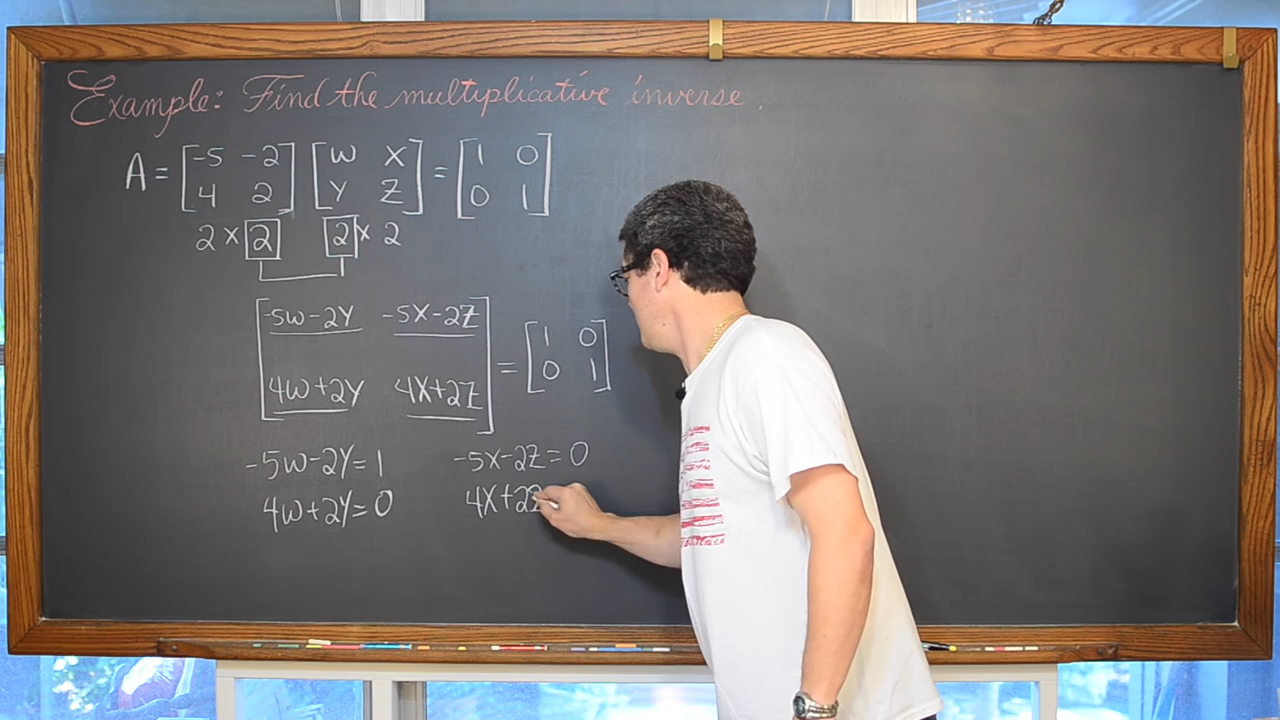 Example: Find the multiplicative inverse.
A = [-5 -2] [W X] = [1 0]
[4 2] [Y Z] [0 1]
2 x 2 2 x 2
[-5W-2Y -5X-2Z] = [1 0]
[4W+2Y 4X+2Z] [0 1]
-5W-2Y=1 -5X-2Z=0
4W+2Y=0 4X+2Z